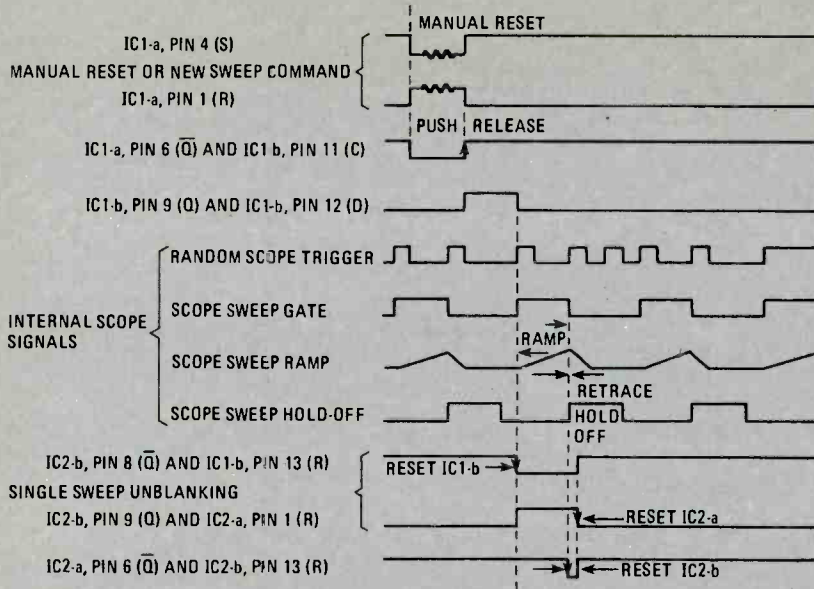 MANUAL RESET
IC1-a, PIN 4 (S)
MANUAL RESET OR NEW SWEEP COMMAND
IC1-a, PIN 1 (R)
PUSH RELEASE
IC1-a, PIN 6 (Q̅) AND IC1 b, PIN 11 (C)
IC1-b, PIN 9 (Q) AND IC1-b, PIN 12 (D)
RANDOM SCOPE TRIGGER
SCOPE SWEEP GATE
INTERNAL SCOPE
SIGNALS
RAMP
SCOPE SWEEP RAMP
RETRACE
SCOPE SWEEP HOLD-OFF
HOLD
OFF
IC2-b, PIN 8 (Q̅) AND IC1-b, PIN 13 (R)
RESET IC1-b
SINGLE SWEEP UNBLANKING
IC2-b, PIN 9 (Q) AND IC2-a, PIN 1 (R)
RESET IC2-a
IC2-a, PIN 6 (Q̅) AND IC2-b, PIN 13 (R)
RESET IC2-b